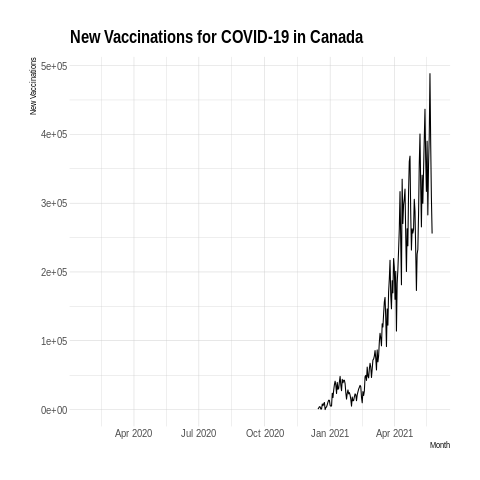 New Vaccinations for COVID-19 in Canada
New Vaccinations
5e+05
4e+05
3e+05
2e+05
1e+05
0e+00
Apr 2020 Jul 2020 Oct 2020 Jan 2021 Apr 2021
Month